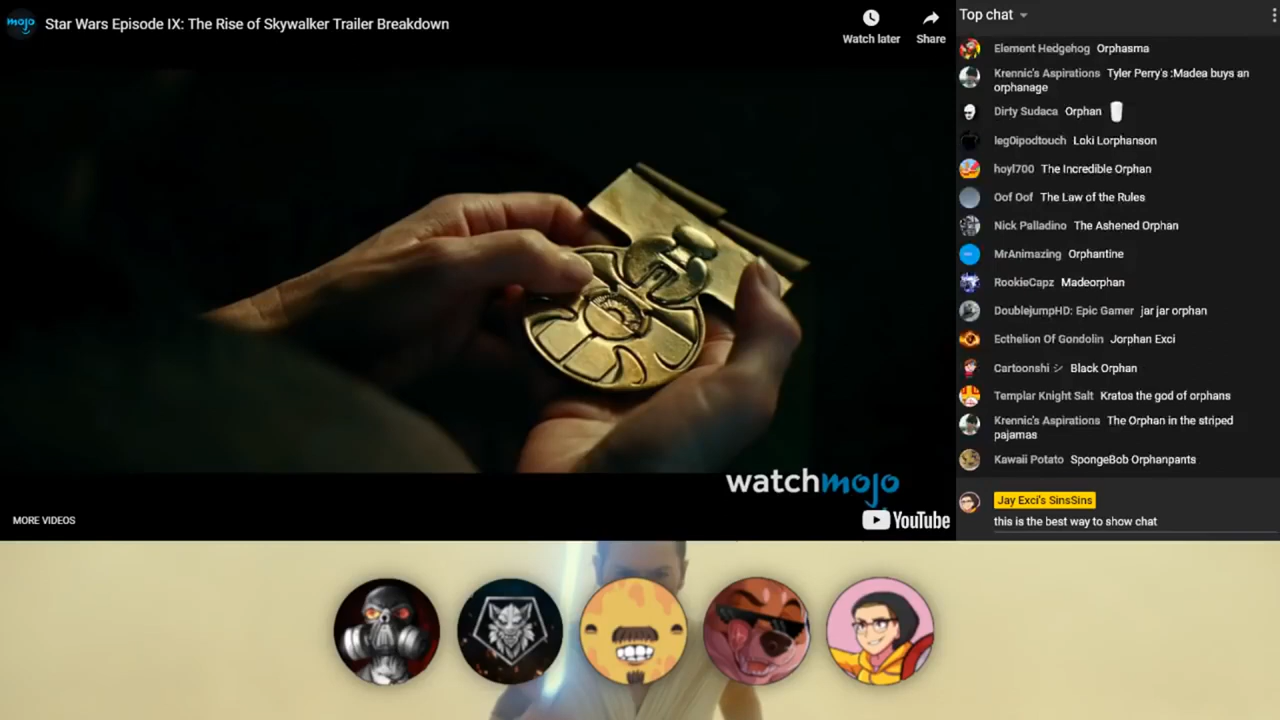 mojo
Star Wars Episode IX: The Rise of Skywalker Trailer Breakdown
Watch later
Share
watchmojo
YouTube
MORE VIDEOS
Top chat
Element Hedgehog Orphasma
Krennic's Aspirations Tyler Perry's :Madea buys an
orphanage
Dirty Sudaca Orphan
leg0ipodtouch Loki Lorphanson
hoyl700 The Incredible Orphan
Oof Oof The Law of the Rules
Nick Palladino The Ashened Orphan
MrAnimazing Orphantine
RookieCapz Madeorphan
DoublejumpHD: Epic Gamer jar jar orphan
Ecthelion Of Gondolin Jorphan Exci
Cartoonshi シ Black Orphan
Templar Knight Salt Kratos the god of orphans
Krennic's Aspirations The Orphan in the striped
pajamas
Kawaii Potato SpongeBob Orphanpants
Jay Exci's SinsSins
this is the best way to show chat